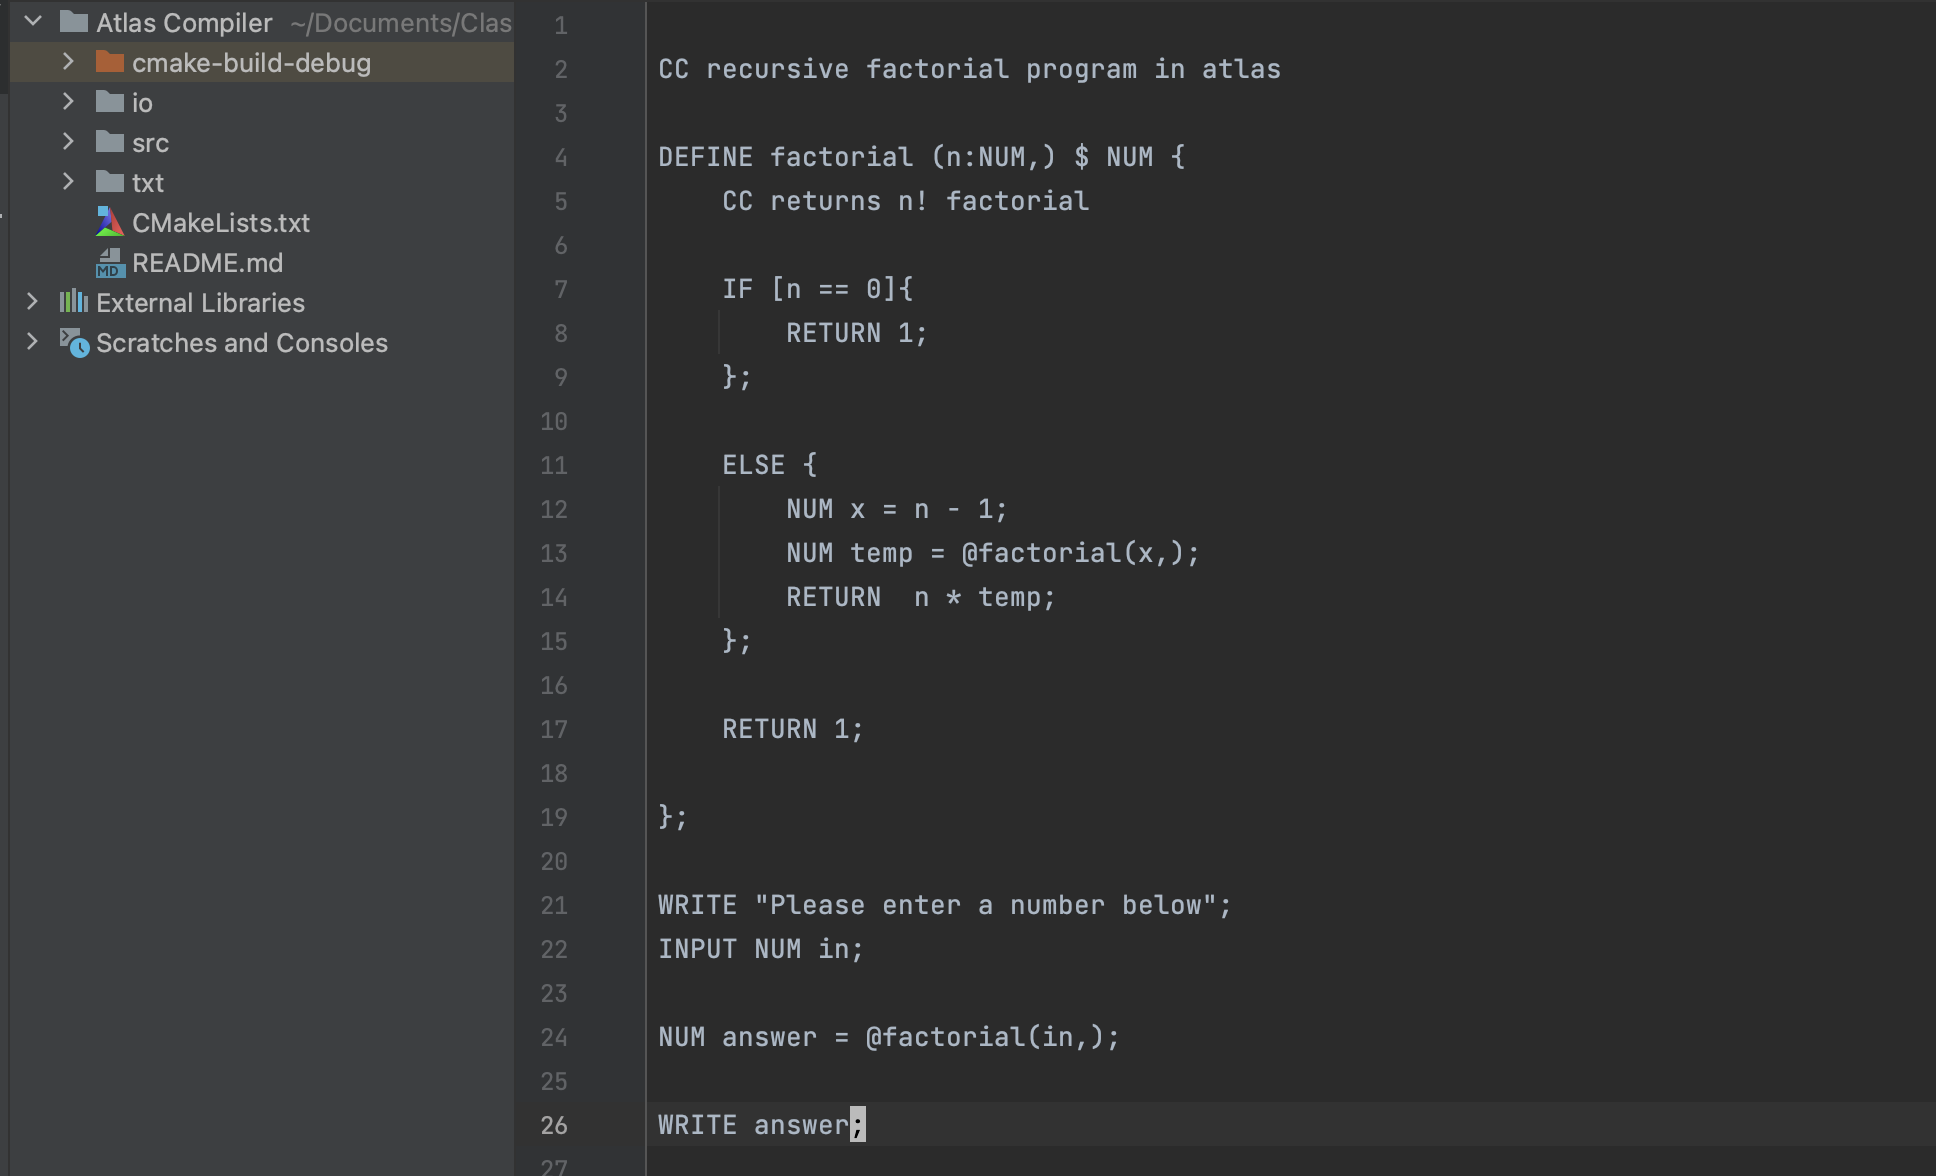 Atlas Compiler ~/Documents/Clas
cmake-build-debug
io
src
txt
CMakeLists.txt
MD README.md
External Libraries
Scratches and Consoles
1
2 CC recursive factorial program in atlas
3
4 DEFINE factorial (n:NUM,) $ NUM {
5     CC returns n! factorial
6
7     IF [n == 0]{
8         RETURN 1;
9     };
10
11     ELSE {
12         NUM x = n - 1;
13         NUM temp = @factorial(x,);
14         RETURN  n * temp;
15     };
16
17     RETURN 1;
18
19 };
20
21 WRITE "Please enter a number below";
22 INPUT NUM in;
23
24 NUM answer = @factorial(in,);
25
26 WRITE answer;
27